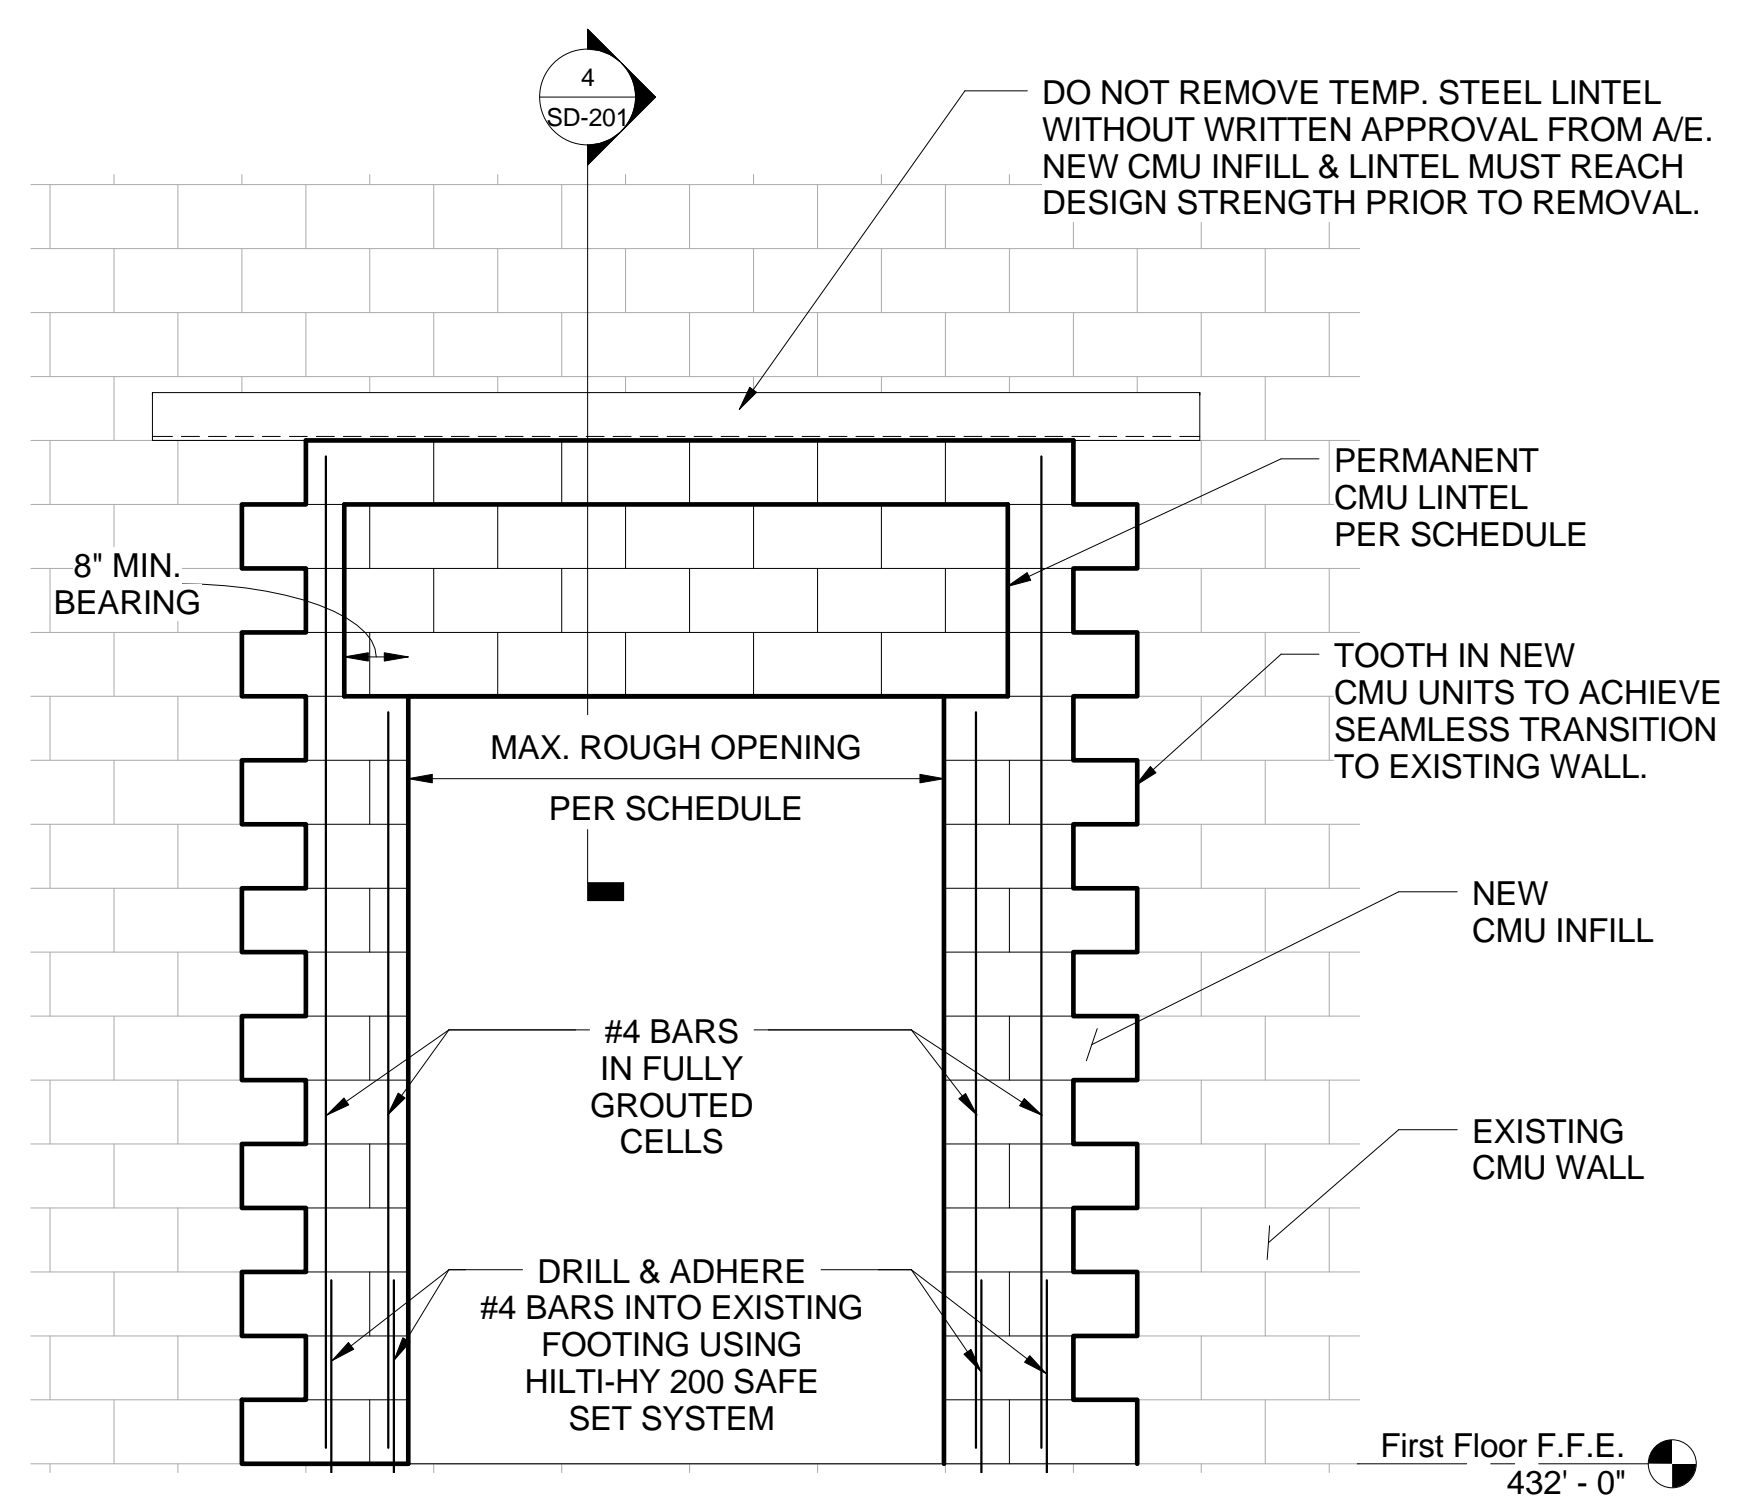 4
SD-201
DO NOT REMOVE TEMP. STEEL LINTEL
WITHOUT WRITTEN APPROVAL FROM A/E.
NEW CMU INFILL & LINTEL MUST REACH
DESIGN STRENGTH PRIOR TO REMOVAL.
PERMANENT
CMU LINTEL
PER SCHEDULE
8" MIN.
BEARING
TOOTH IN NEW
CMU UNITS TO ACHIEVE
SEAMLESS TRANSITION
TO EXISTING WALL.
MAX. ROUGH OPENING
PER SCHEDULE
NEW
CMU INFILL
#4 BARS
IN FULLY
GROUTED
CELLS
EXISTING
CMU WALL
DRILL & ADHERE
#4 BARS INTO EXISTING
FOOTING USING
HILTI-HY 200 SAFE
SET SYSTEM
First Floor F.F.E.
432' - 0"